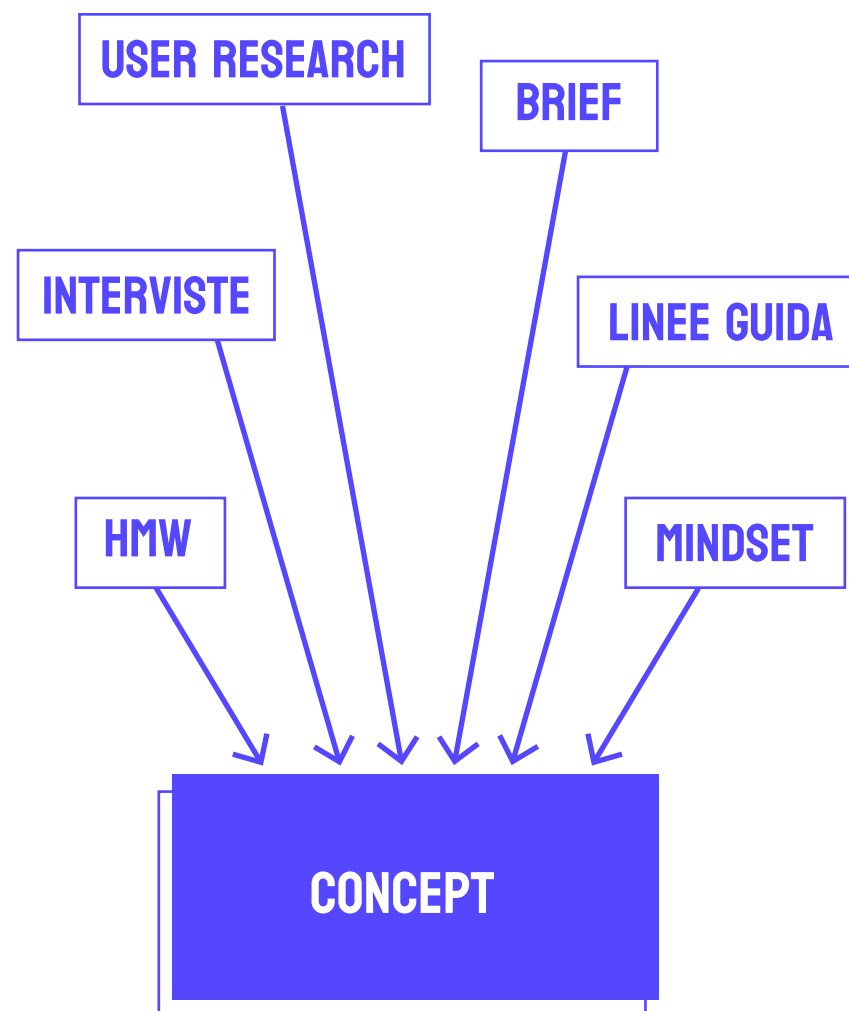 USER RESEARCH
BRIEF
INTERVISTE
LINEE GUIDA
HMW
MINDSET
CONCEPT